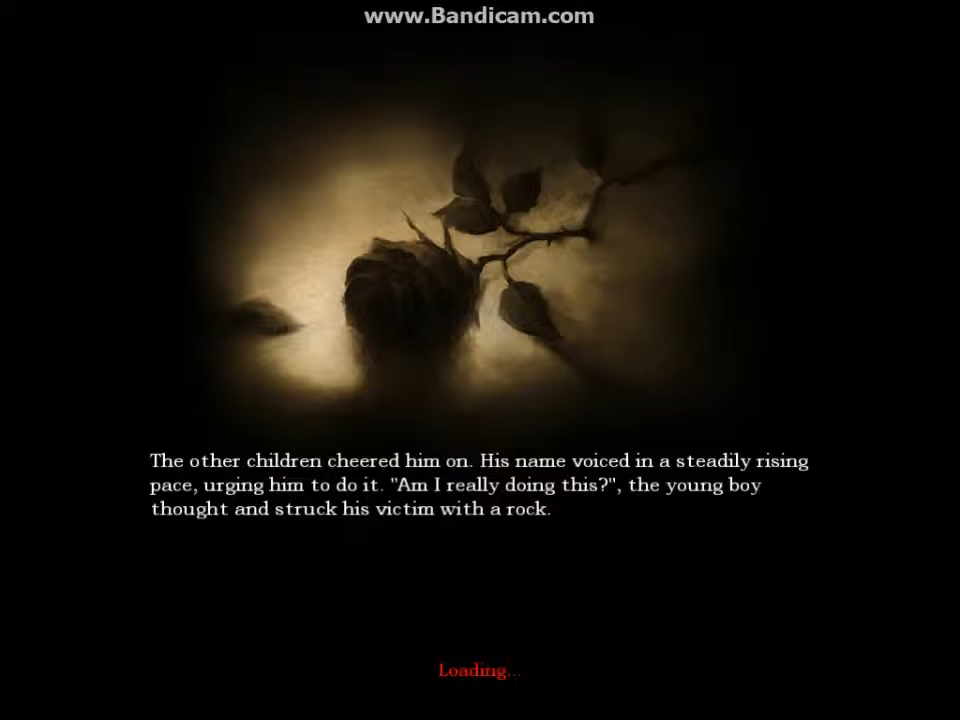 www.Bandicam.com
The other children cheered him on. His name voiced in a steadily rising
pace, urging him to do it. "Am I really doing this?", the young boy
thought and struck his victim with a rock.
Loading...